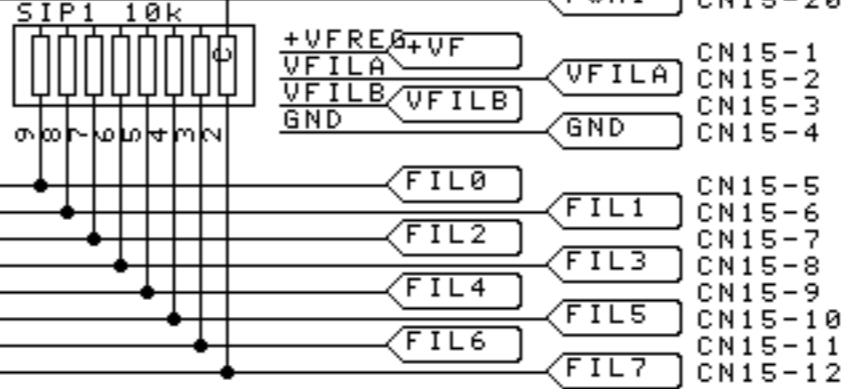 CN15-20
SIP1 10k
C
+VFREG +VF CN15-1
VFILA VFILA CN15-2
VFILB VFILB CN15-3
GND GND CN15-4
9 8 7 6 5 4 3 2
FIL0 CN15-5
FIL1 CN15-6
FIL2 CN15-7
FIL3 CN15-8
FIL4 CN15-9
FIL5 CN15-10
FIL6 CN15-11
FIL7 CN15-12